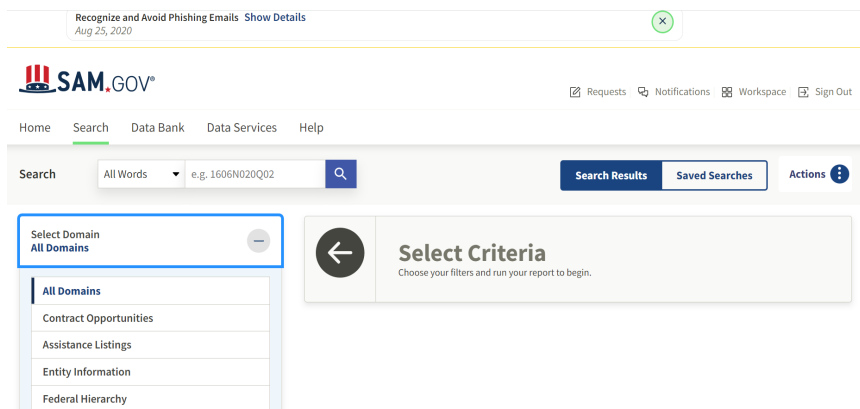 Recognize and Avoid Phishing Emails Show Details
Aug 25, 2020
SAM.GOV®
Requests Notifications Workspace Sign Out
Home Search Data Bank Data Services Help
Search All Words e.g. 1606N020Q02 Search Results Saved Searches Actions
Select Domain
All Domains
Select Criteria
Choose your filters and run your report to begin.
All Domains
Contract Opportunities
Assistance Listings
Entity Information
Federal Hierarchy